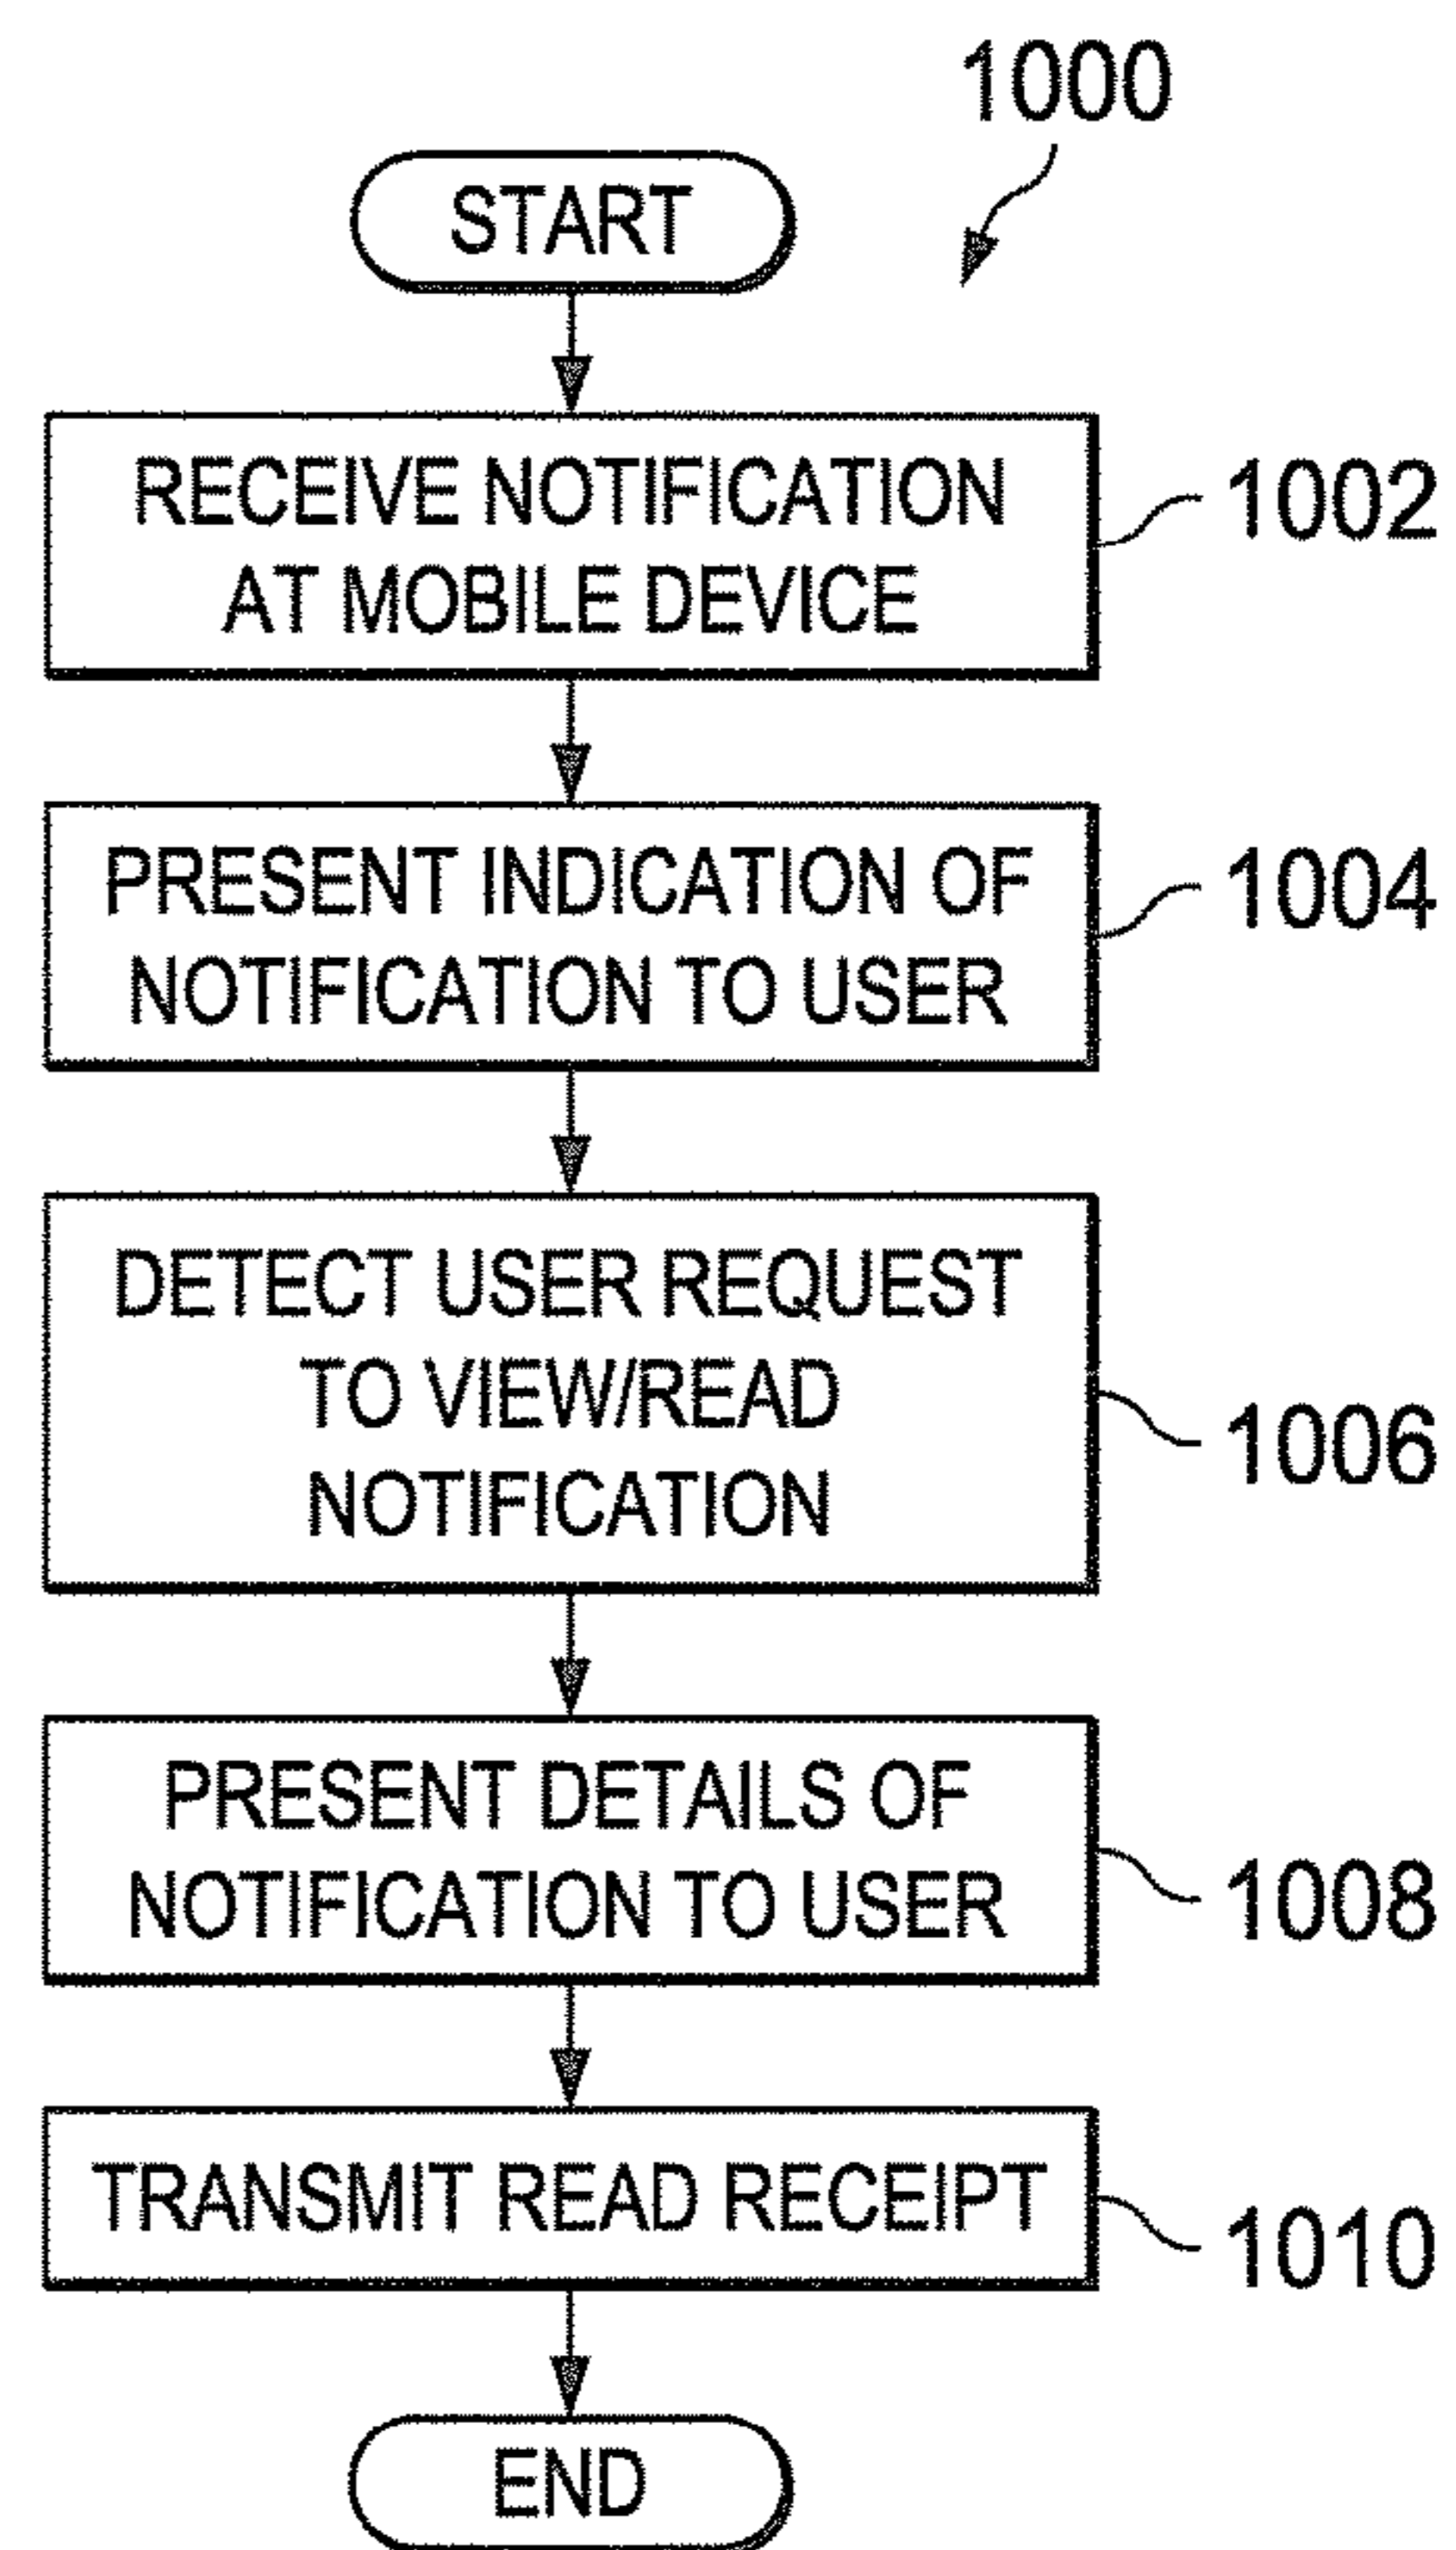 1000
START
RECEIVE NOTIFICATION
AT MOBILE DEVICE
1002
PRESENT INDICATION OF
NOTIFICATION TO USER
1004
DETECT USER REQUEST
TO VIEW/READ
NOTIFICATION
1006
PRESENT DETAILS OF
NOTIFICATION TO USER
1008
TRANSMIT READ RECEIPT
1010
END